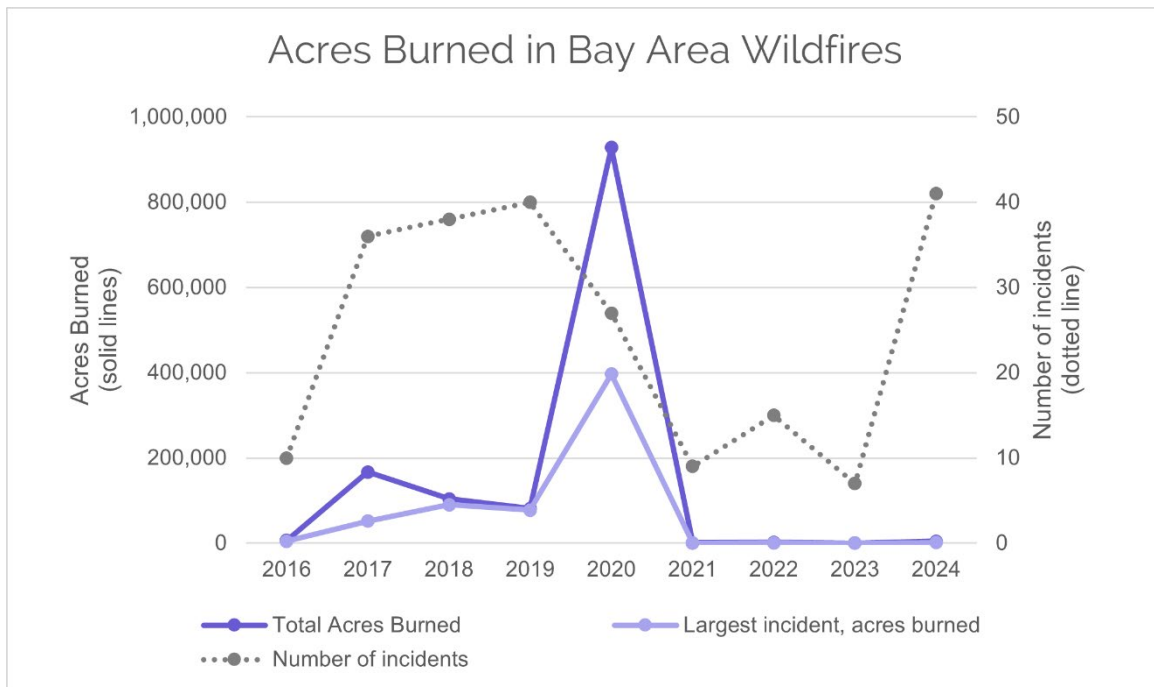 Acres Burned in Bay Area Wildfires
1,000,000
800,000
600,000
400,000
200,000
0
Acres Burned
(solid lines)
50
40
30
20
10
0
Number of incidents
(dotted line)
2016 2017 2018 2019 2020 2021 2022 2023 2024
Total Acres Burned Largest incident, acres burned
Number of incidents